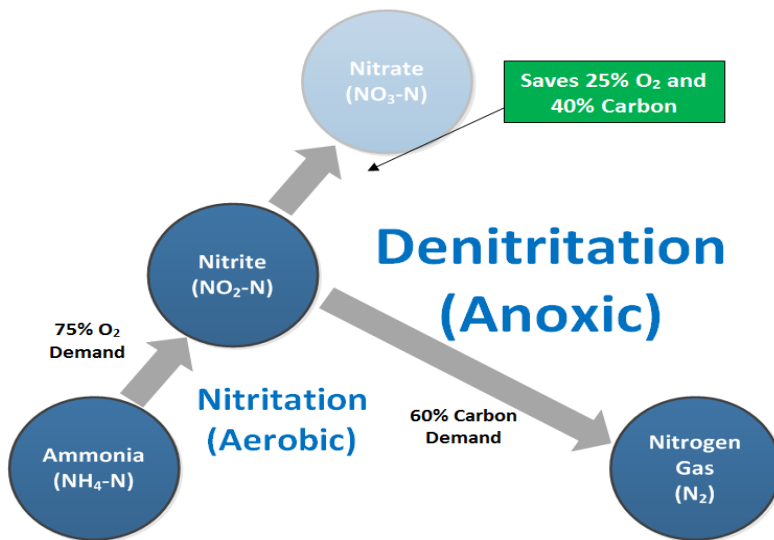 Nitrate
(NO₃-N)
Saves 25% O₂ and
40% Carbon
Nitrite
(NO₂-N)
Denitritation
(Anoxic)
75% O₂
Demand
Nitritation
(Aerobic)
60% Carbon
Demand
Ammonia
(NH₄-N)
Nitrogen
Gas
(N₂)